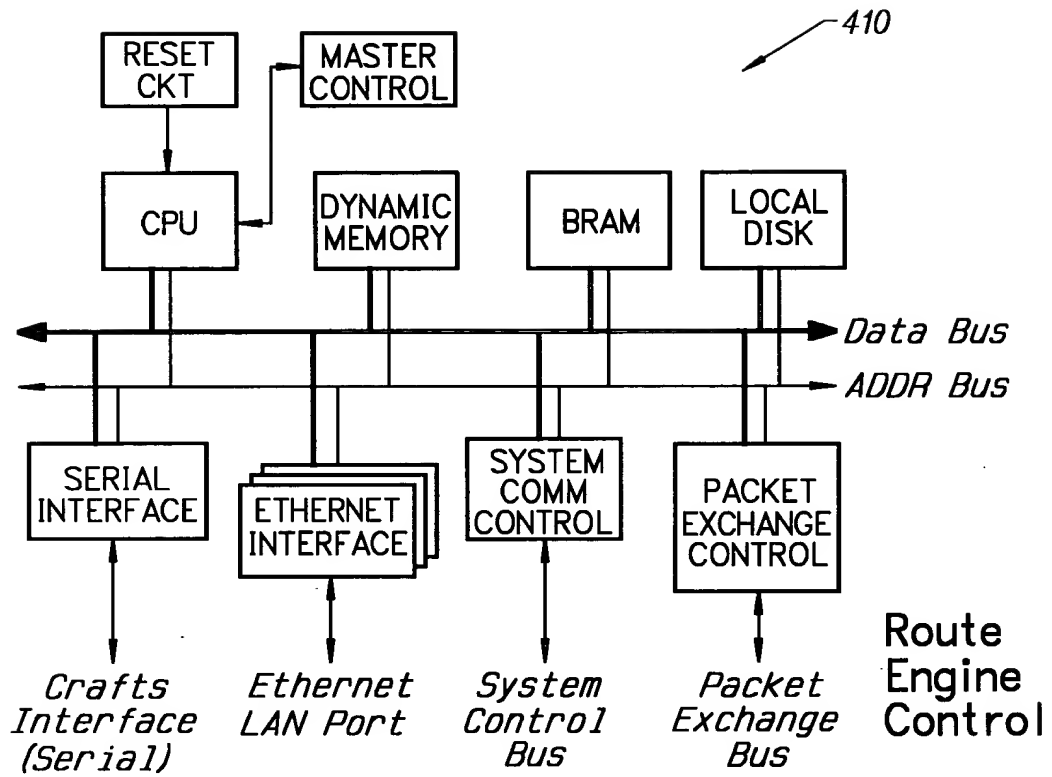 410
RESET
CKT
MASTER
CONTROL
CPU
DYNAMIC
MEMORY
BRAM
LOCAL
DISK
Data Bus
ADDR Bus
SERIAL
INTERFACE
ETHERNET
INTERFACE
SYSTEM
COMM
CONTROL
PACKET
EXCHANGE
CONTROL
Crafts
Interface
(Serial)
Ethernet
LAN Port
System
Control
Bus
Packet
Exchange
Bus
Route
Engine
Control